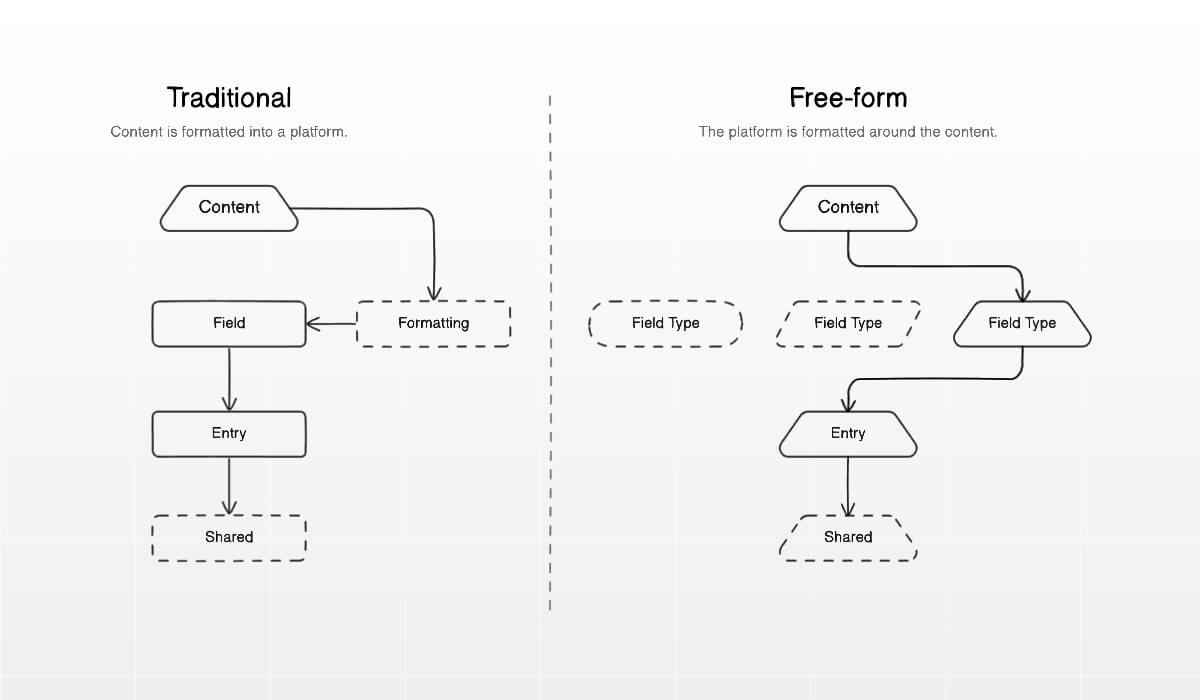 Traditional
Content is formatted into a platform.
Content
Field
Formatting
Entry
Shared
Free-form
The platform is formatted around the content.
Content
Field Type
Field Type
Field Type
Entry
Shared